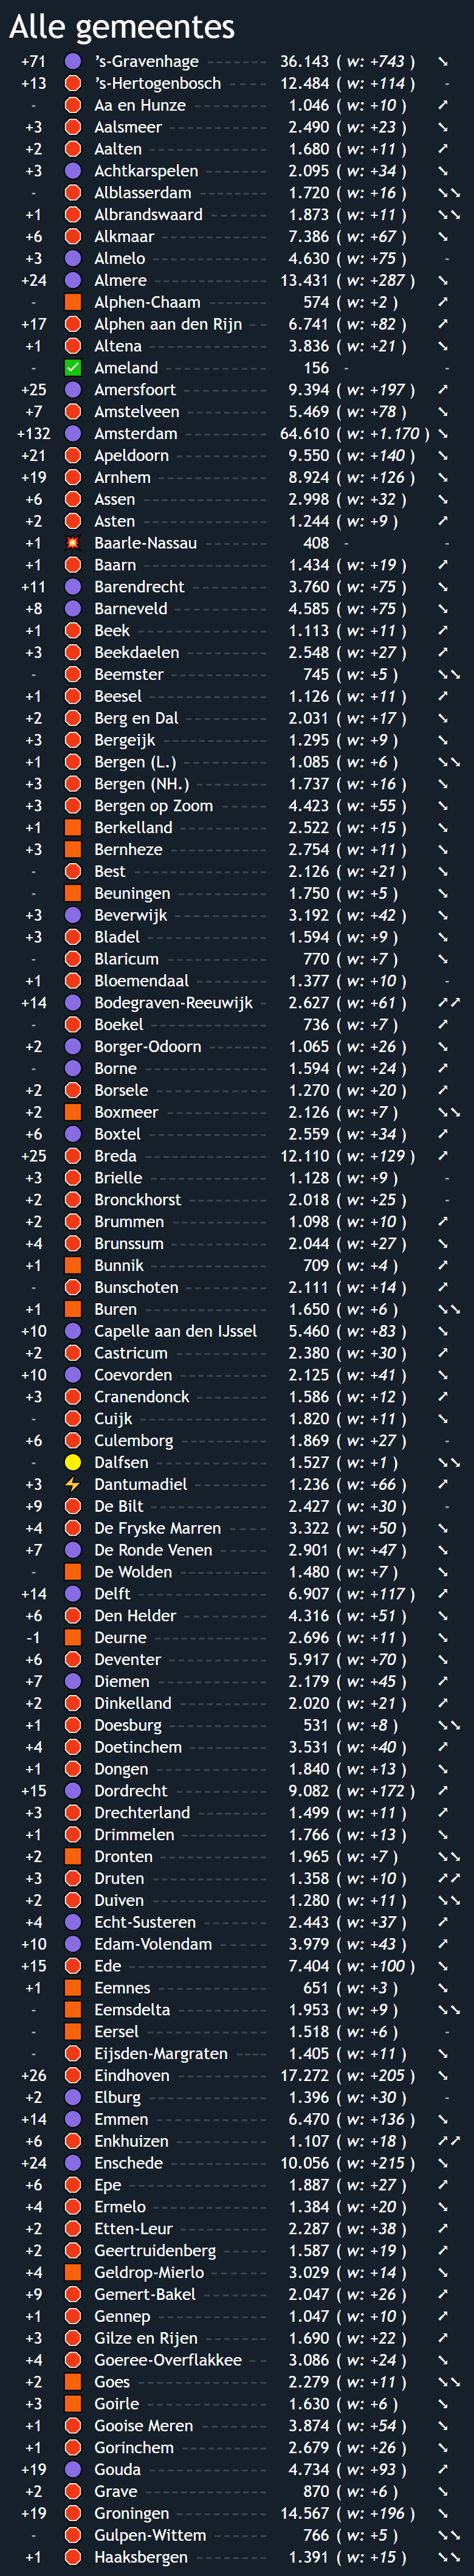 Alle gemeentes
+71 ’s-Gravenhage 36.143 ( w: +743 ) ↘
+13 ’s-Hertogenbosch 12.484 ( w: +114 ) -
- Aa en Hunze 1.046 ( w: +10 ) ↗
+3 Aalsmeer 2.490 ( w: +23 ) ↘
+2 Aalten 1.680 ( w: +11 ) ↗
+3 Achtkarspelen 2.095 ( w: +34 ) ↘
- Alblasserdam 1.720 ( w: +16 ) ↘↘
+1 Albrandswaard 1.873 ( w: +11 ) ↘↘
+6 Alkmaar 7.386 ( w: +67 ) ↘
+3 Almelo 4.630 ( w: +75 ) -
+24 Almere 13.431 ( w: +287 ) ↘
- Alphen-Chaam 574 ( w: +2 ) ↗
+17 Alphen aan den Rijn 6.741 ( w: +82 ) ↗
+1 Altena 3.836 ( w: +21 ) ↘
- Ameland 156 - -
+25 Amersfoort 9.394 ( w: +197 ) ↗
+7 Amstelveen 5.469 ( w: +78 ) ↘
+132 Amsterdam 64.610 ( w: +1.170 ) ↘
+21 Apeldoorn 9.550 ( w: +140 ) ↘
+19 Arnhem 8.924 ( w: +126 ) ↘
+6 Assen 2.998 ( w: +32 ) ↘
+2 Asten 1.244 ( w: +9 ) ↗
+1 Baarle-Nassau 408 - -
+1 Baarn 1.434 ( w: +19 ) ↗
+11 Barendrecht 3.760 ( w: +75 ) ↘
+8 Barneveld 4.585 ( w: +75 ) ↘
+1 Beek 1.113 ( w: +11 ) ↗
+3 Beekdaelen 2.548 ( w: +27 ) ↗
- Beemster 745 ( w: +5 ) ↘↘
+1 Beesel 1.126 ( w: +11 ) ↗
+2 Berg en Dal 2.031 ( w: +17 ) ↘
+3 Bergeijk 1.295 ( w: +9 ) ↘
+1 Bergen (L.) 1.085 ( w: +6 ) ↘↘
+3 Bergen (NH.) 1.737 ( w: +16 ) ↘
+3 Bergen op Zoom 4.423 ( w: +55 ) ↘
+1 Berkelland 2.522 ( w: +15 ) ↘
+3 Bernheze 2.754 ( w: +11 ) ↘
- Best 2.126 ( w: +21 ) ↘
- Beuningen 1.750 ( w: +5 ) ↘
+3 Beverwijk 3.192 ( w: +42 ) ↘
+3 Bladel 1.594 ( w: +9 ) ↘
- Blaricum 770 ( w: +7 ) ↘
+1 Bloemendaal 1.377 ( w: +10 ) -
+14 Bodegraven-Reeuwijk 2.627 ( w: +61 ) ↗↗
- Boekel 736 ( w: +7 ) ↗
+2 Borger-Odoorn 1.065 ( w: +26 ) ↘
- Borne 1.594 ( w: +24 ) ↗
+2 Borsele 1.270 ( w: +20 ) ↗
+2 Boxmeer 2.126 ( w: +7 ) ↘↘
+6 Boxtel 2.559 ( w: +34 ) ↗
+25 Breda 12.110 ( w: +129 ) ↗
+3 Brielle 1.128 ( w: +9 ) -
+2 Bronckhorst 2.018 ( w: +25 ) -
+2 Brummen 1.098 ( w: +10 ) ↗
+4 Brunssum 2.044 ( w: +27 ) ↘
+1 Bunnik 709 ( w: +4 ) ↗
- Bunschoten 2.111 ( w: +14 ) ↗
+1 Buren 1.650 ( w: +6 ) ↘↘
+10 Capelle aan den IJssel 5.460 ( w: +83 ) ↘
+2 Castricum 2.380 ( w: +30 ) ↗
+10 Coevorden 2.125 ( w: +41 ) ↘
+3 Cranendonck 1.586 ( w: +12 ) ↗
- Cuijk 1.820 ( w: +11 ) ↘
+6 Culemborg 1.869 ( w: +27 ) -
- Dalfsen 1.527 ( w: +1 ) ↘↘
+3 Dantumadiel 1.236 ( w: +66 ) ↗
+9 De Bilt 2.427 ( w: +30 ) -
+4 De Fryske Marren 3.322 ( w: +50 ) ↘
+7 De Ronde Venen 2.901 ( w: +47 ) ↘
- De Wolden 1.480 ( w: +7 ) ↘
+14 Delft 6.907 ( w: +117 ) ↗
+6 Den Helder 4.316 ( w: +51 ) ↘
-1 Deurne 2.696 ( w: +11 ) ↘
+6 Deventer 5.917 ( w: +70 ) ↘
+7 Diemen 2.179 ( w: +45 ) ↗
+2 Dinkelland 2.020 ( w: +21 ) ↗
+1 Doesburg 531 ( w: +8 ) ↘↘
+4 Doetinchem 3.531 ( w: +40 ) ↗
+1 Dongen 1.840 ( w: +13 ) ↘
+15 Dordrecht 9.082 ( w: +172 ) ↗
+3 Drechterland 1.499 ( w: +11 ) ↗
+1 Drimmelen 1.766 ( w: +13 ) ↘
+2 Dronten 1.965 ( w: +7 ) ↘↘
+3 Druten 1.358 ( w: +10 ) ↗↗
+2 Duiven 1.280 ( w: +11 ) ↘↘
+4 Echt-Susteren 2.443 ( w: +37 ) ↗
+10 Edam-Volendam 3.979 ( w: +43 ) ↗
+15 Ede 7.404 ( w: +100 ) ↘
+1 Eemnes 651 ( w: +3 ) ↘
- Eemsdelta 1.953 ( w: +9 ) ↘↘
- Eersel 1.518 ( w: +6 ) -
- Eijsden-Margraten 1.405 ( w: +11 ) ↘
+26 Eindhoven 17.272 ( w: +205 ) ↘
+2 Elburg 1.396 ( w: +30 ) -
+14 Emmen 6.470 ( w: +136 ) ↘
+6 Enkhuizen 1.107 ( w: +18 ) ↗↗
+24 Enschede 10.056 ( w: +215 ) ↘
+6 Epe 1.887 ( w: +27 ) ↗
+4 Ermelo 1.384 ( w: +20 ) ↘
+2 Etten-Leur 2.287 ( w: +38 ) ↗
+2 Geertruidenberg 1.587 ( w: +19 ) ↗
+4 Geldrop-Mierlo 3.029 ( w: +14 ) ↘
+9 Gemert-Bakel 2.047 ( w: +26 ) ↗
+1 Gennep 1.047 ( w: +10 ) ↗
+3 Gilze en Rijen 1.690 ( w: +22 ) ↗
+4 Goeree-Overflakkee 3.086 ( w: +24 ) ↘
+2 Goes 2.279 ( w: +11 ) ↘↘
+3 Goirle 1.630 ( w: +6 ) ↘
+1 Gooise Meren 3.874 ( w: +54 ) ↘
+1 Gorinchem 2.679 ( w: +26 ) ↘
+19 Gouda 4.734 ( w: +93 ) ↗
+2 Grave 870 ( w: +6 ) ↘
+19 Groningen 14.567 ( w: +196 ) ↘
- Gulpen-Wittem 766 ( w: +5 ) ↘↘
+1 Haaksbergen 1.391 ( w: +15 ) ↘↘